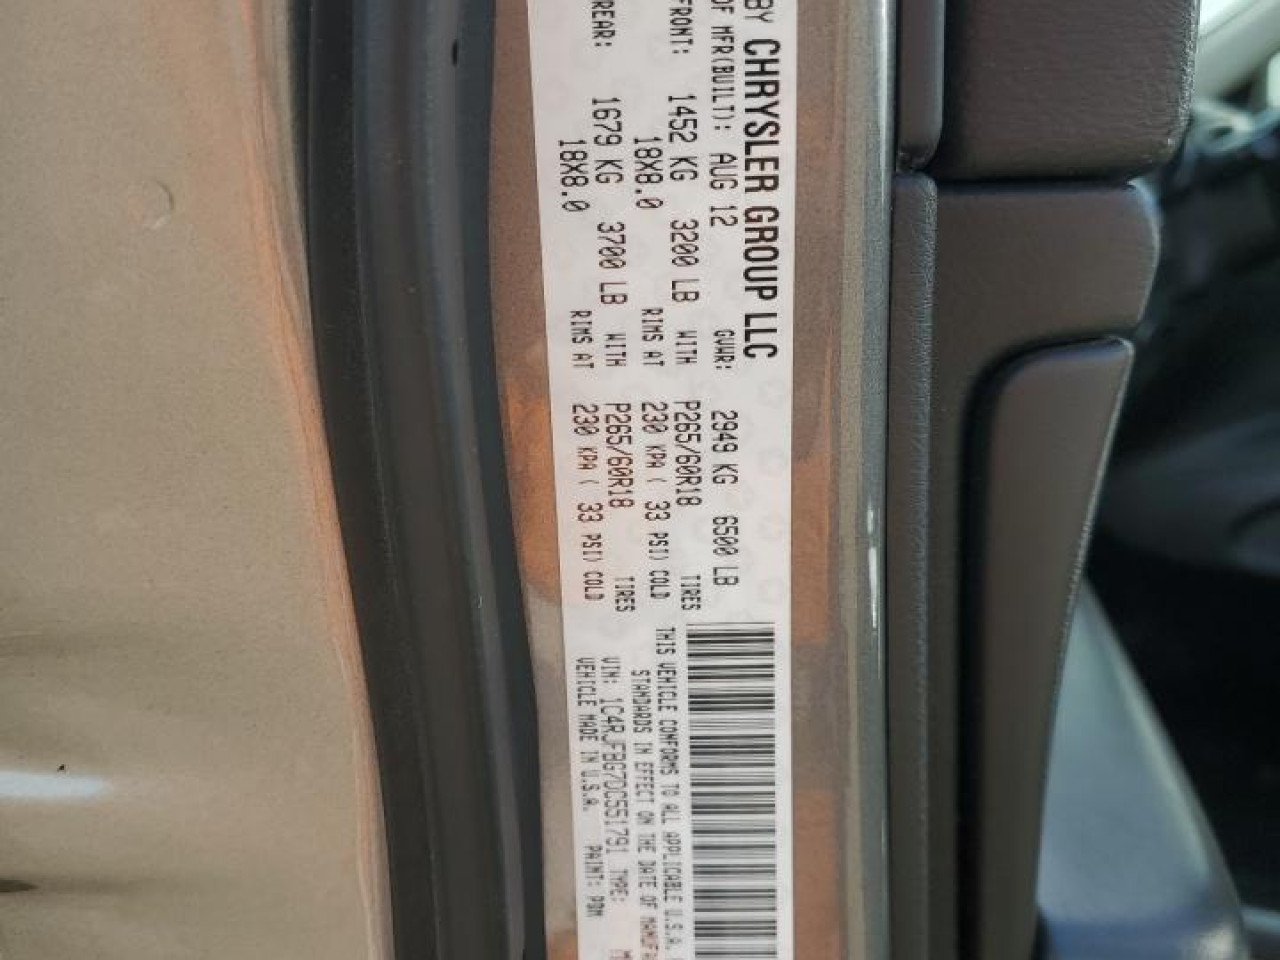 BY CHRYSLER GROUP LLC
OF MFR(BUILT): AUG 12 GVWR: 2949 KG 6500 LB
FRONT: 1452 KG 3200 LB WITH P265/60R18 TIRES
18X8.0 RIMS AT 230 KPA ( 33 PSI) COLD
REAR: 1679 KG 3700 LB WITH P265/60R18 TIRES
18X8.0 RIMS AT 230 KPA ( 33 PSI) COLD
THIS VEHICLE CONFORMS TO ALL APPLICABLE U.S.A.
STANDARDS IN EFFECT ON THE DATE OF MANUFA
VIN: 1C4RJFBG7DC551791 TYPE: M
VEHICLE MADE IN U.S.A. PAINT: PDM